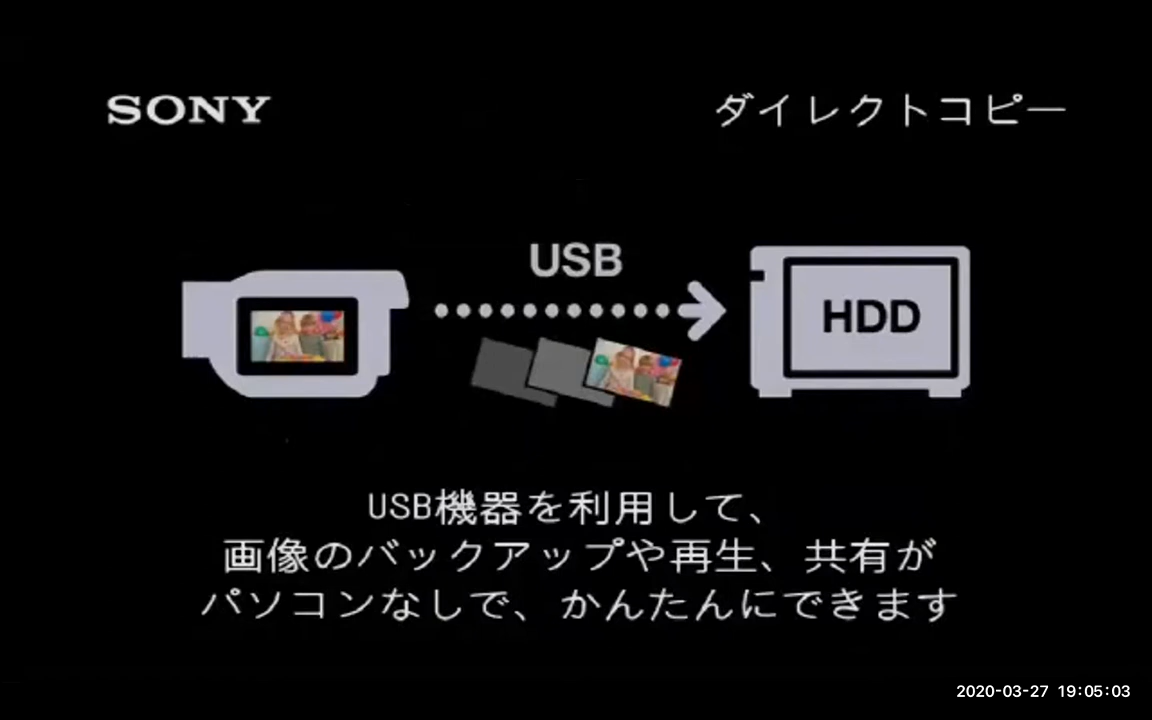 SONY
ダイレクトコピー
USB
HDD
USB機器を利用して、
画像のバックアップや再生、共有が
パソコンなしで、かんたんにできます
2020-03-27 19:05:03